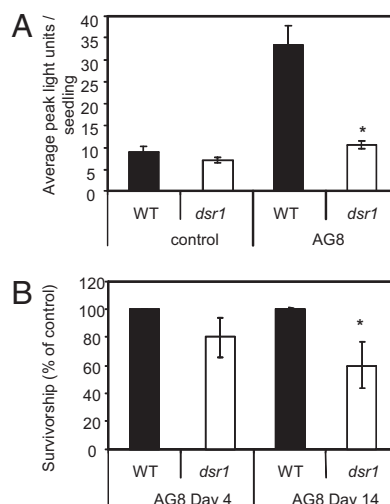 A
Average peak light units /
seedling
40
35
30
25
20
15
10
5
0
*
WT dsr1 WT dsr1
control AG8
B
Survivorship (% of control)
120
100
80
60
40
20
0
*
WT dsr1 WT dsr1
AG8 Day 4 AG8 Day 14